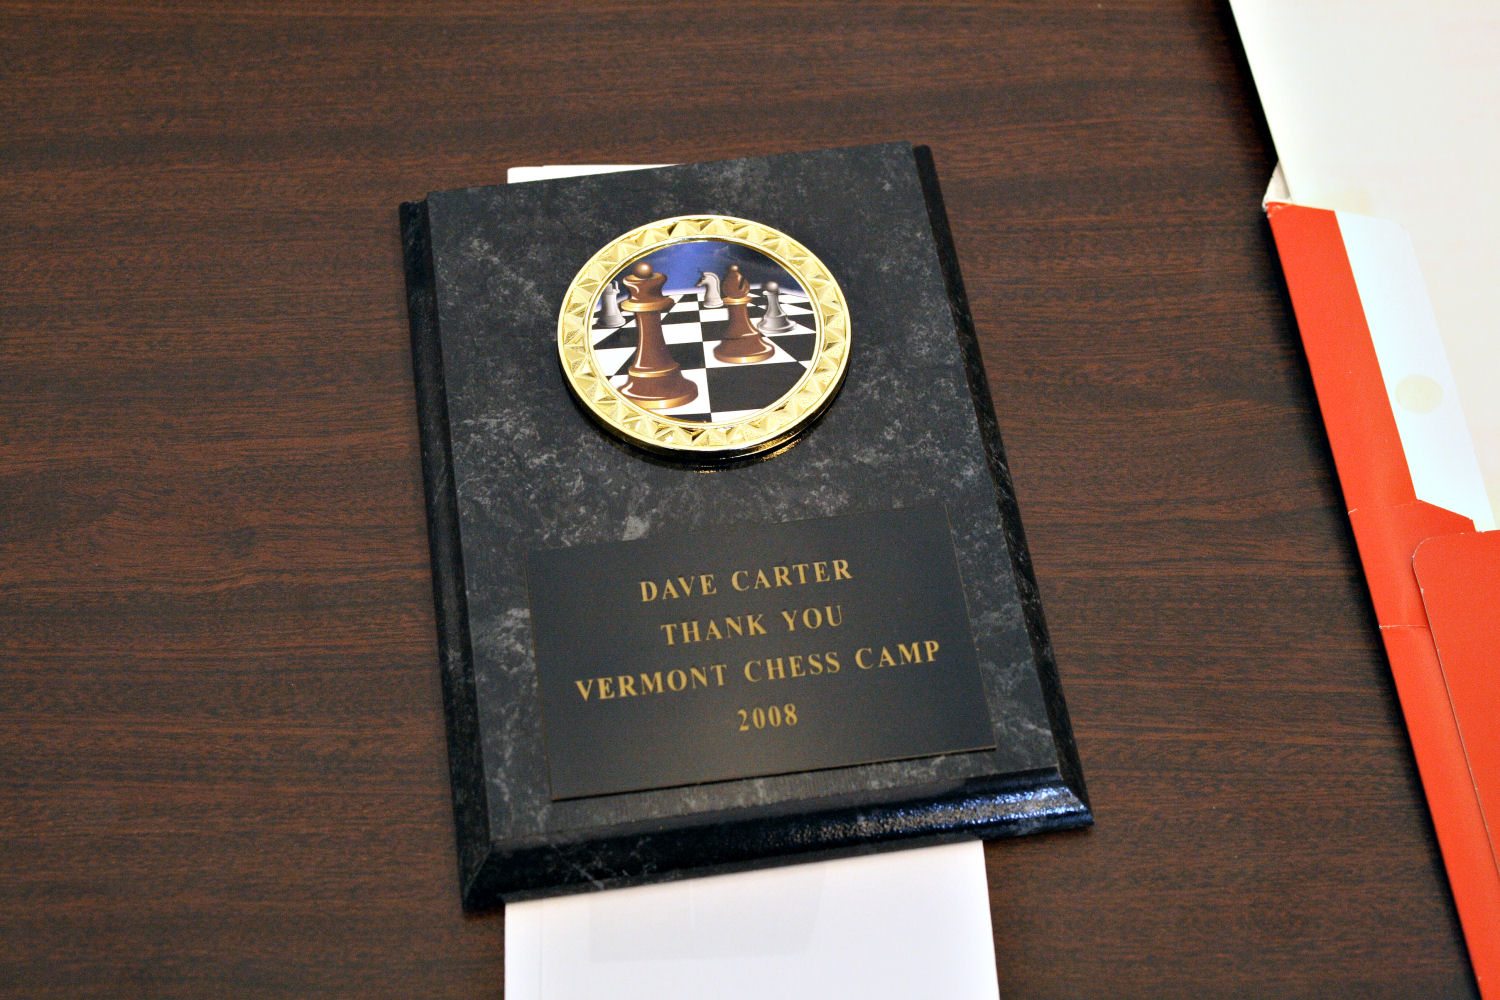 DAVE CARTER
THANK YOU
VERMONT CHESS CAMP
2008